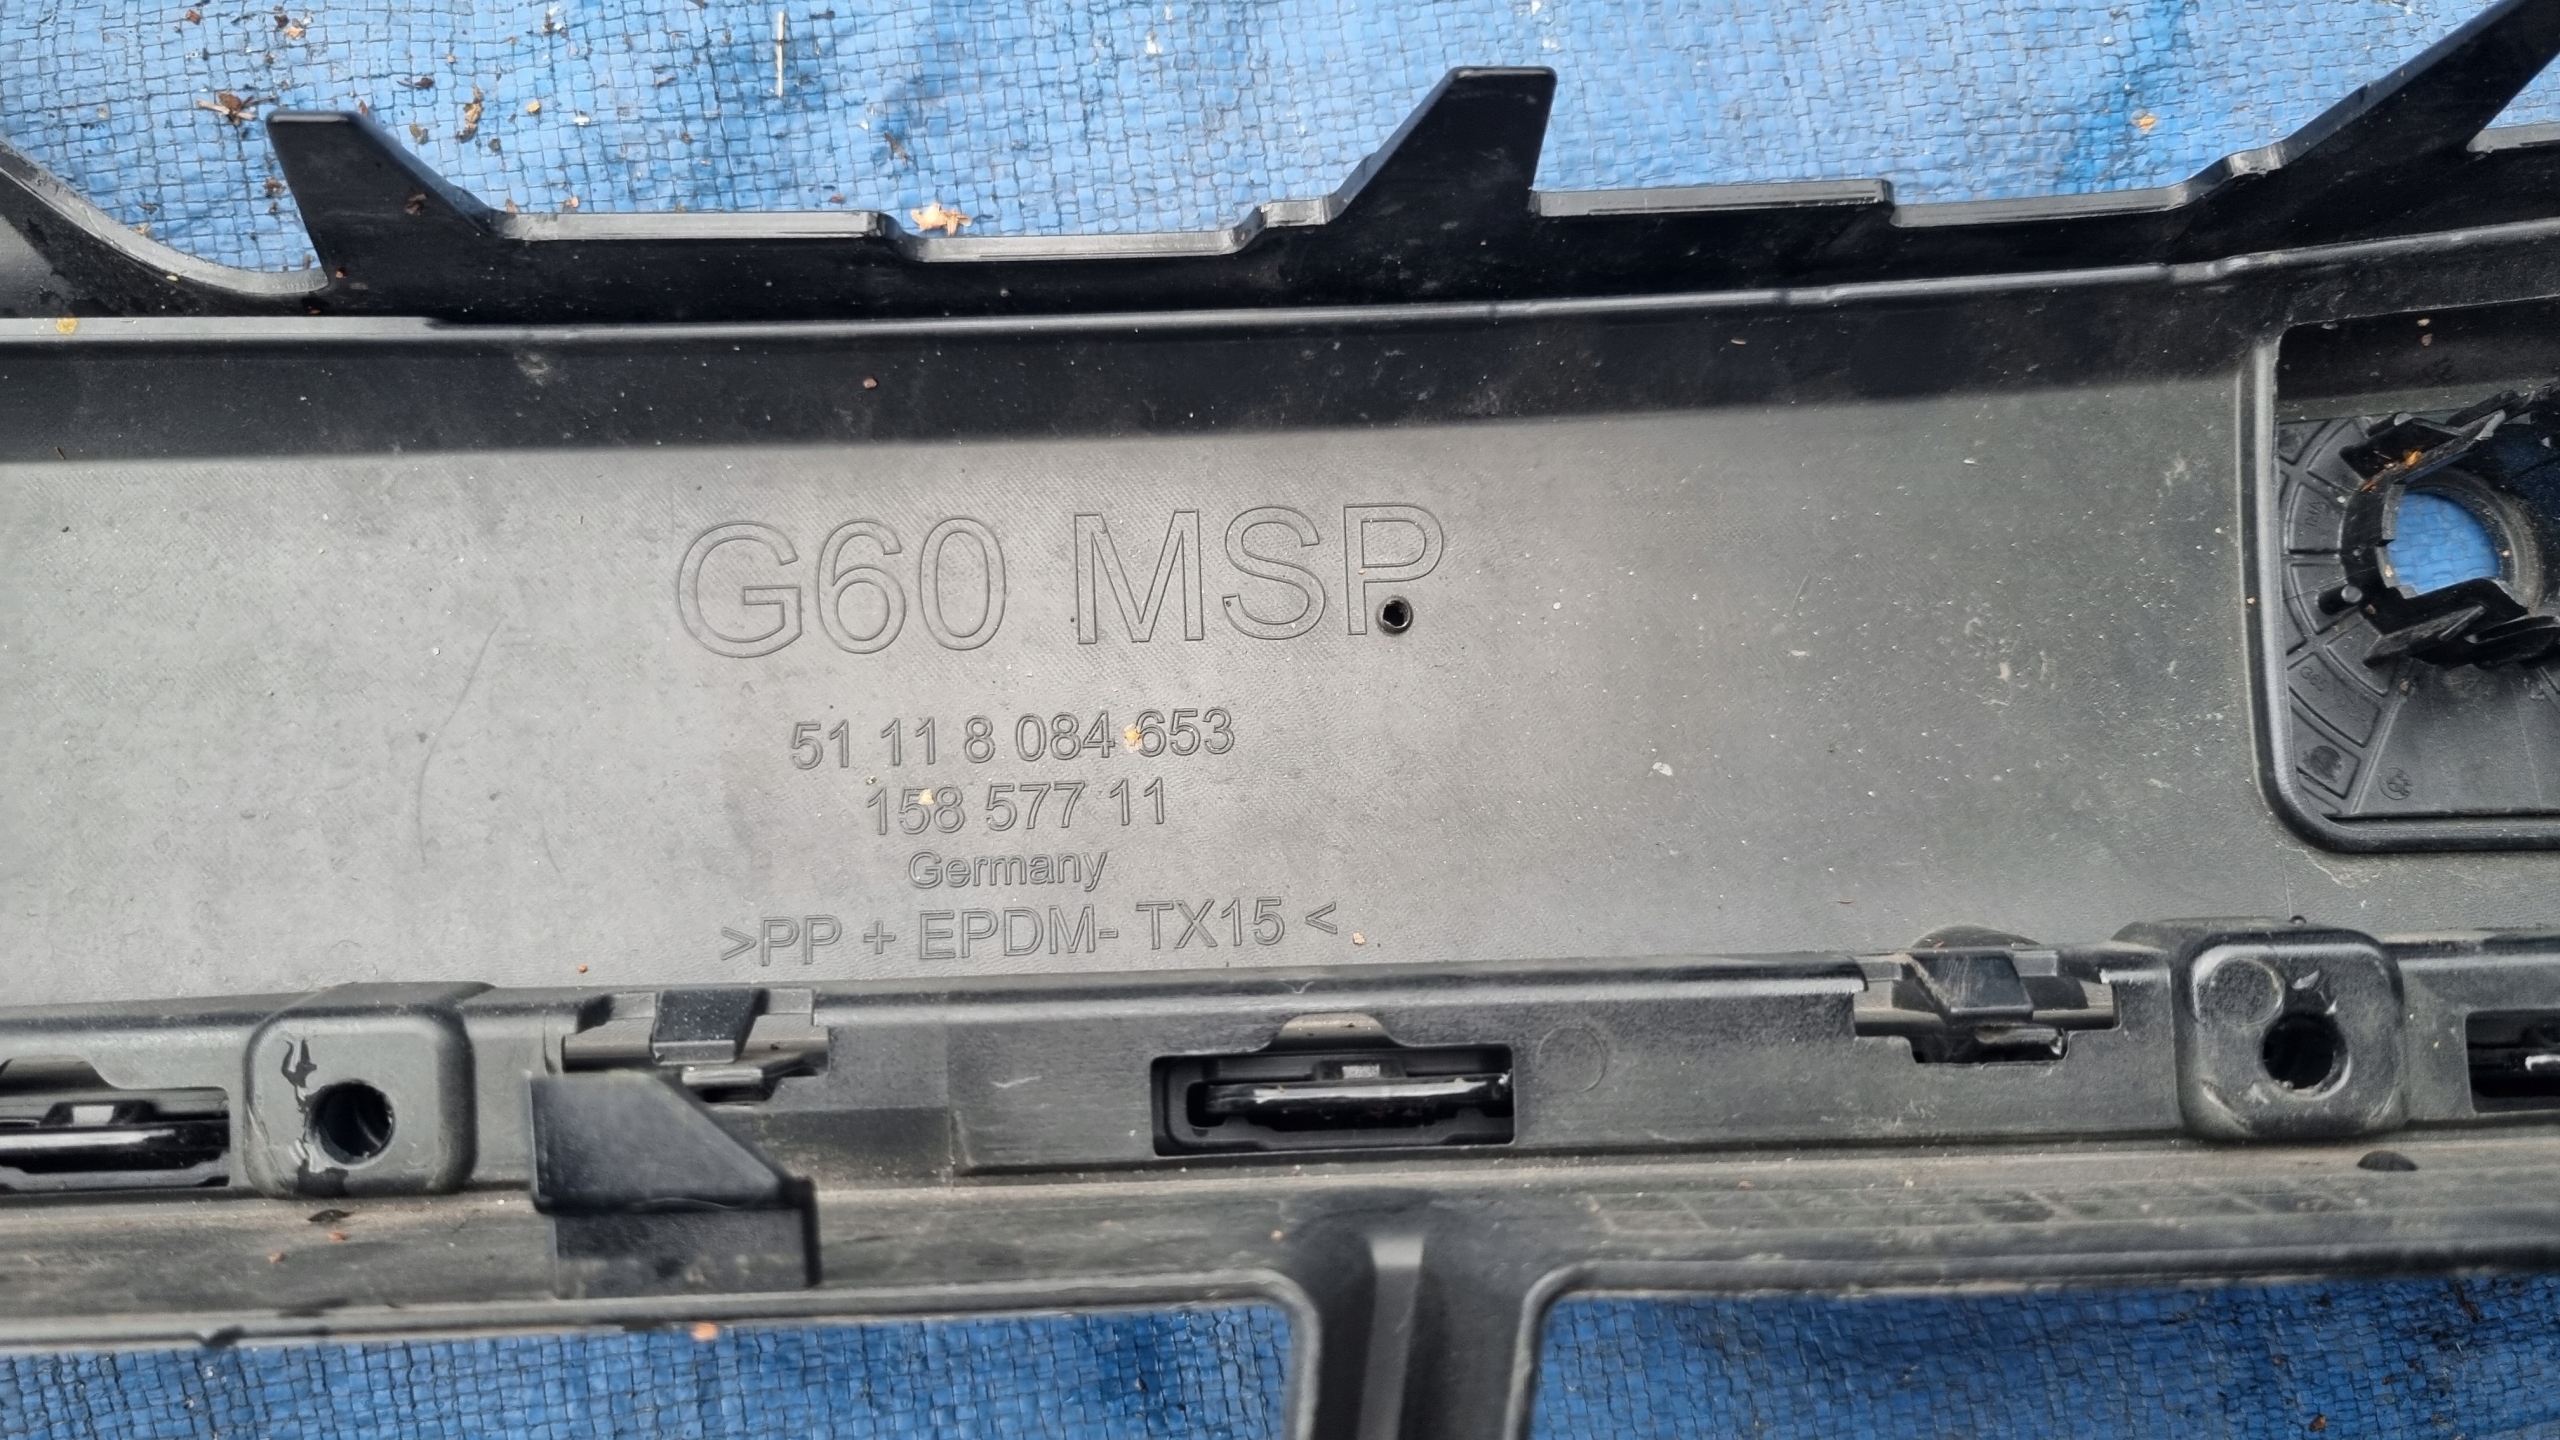 G60 MSP
51 11 8 084 653
158 577 11
Germany
>PP + EPDM- TX15 <